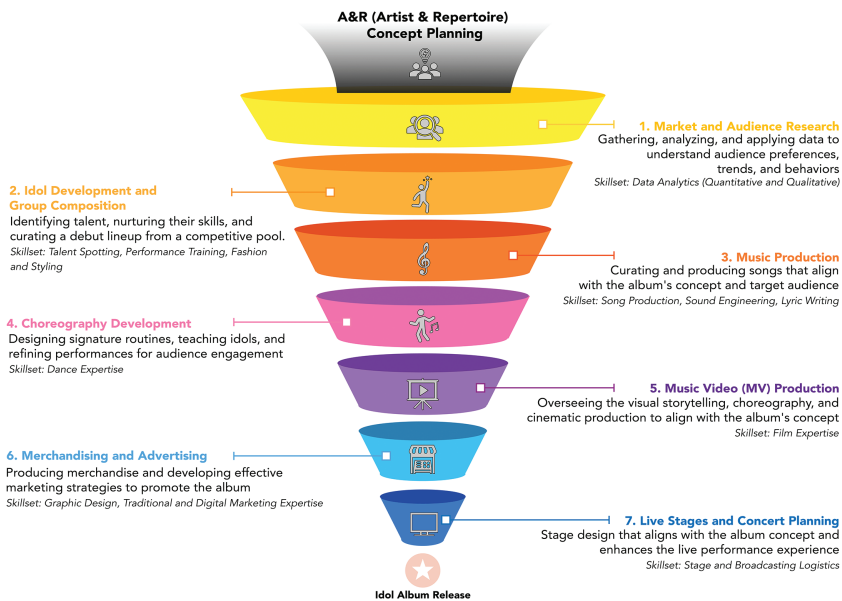 A&R (Artist & Repertoire)
Concept Planning
1. Market and Audience Research
Gathering, analyzing, and applying data to
understand audience preferences,
trends, and behaviors
Skillset: Data Analytics (Quantitative and Qualitative)
2. Idol Development and
Group Composition
Identifying talent, nurturing their skills, and
curating a debut lineup from a competitive pool.
Skillset: Talent Spotting, Performance Training, Fashion
and Styling
3. Music Production
Curating and producing songs that align
with the album's concept and target audience
Skillset: Song Production, Sound Engineering, Lyric Writing
4. Choreography Development
Designing signature routines, teaching idols, and
refining performances for audience engagement
Skillset: Dance Expertise
5. Music Video (MV) Production
Overseeing the visual storytelling, choreography, and
cinematic production to align with the album's concept
Skillset: Film Expertise
6. Merchandising and Advertising
Producing merchandise and developing effective
marketing strategies to promote the album
Skillset: Graphic Design, Traditional and Digital Marketing Expertise
7. Live Stages and Concert Planning
Stage design that aligns with the album concept and
enhances the live performance experience
Skillset: Stage and Broadcasting Logistics
Idol Album Release